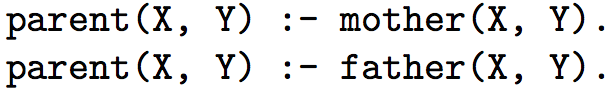 parent(X, Y) :- mother(X, Y).
parent(X, Y) :- father(X, Y).